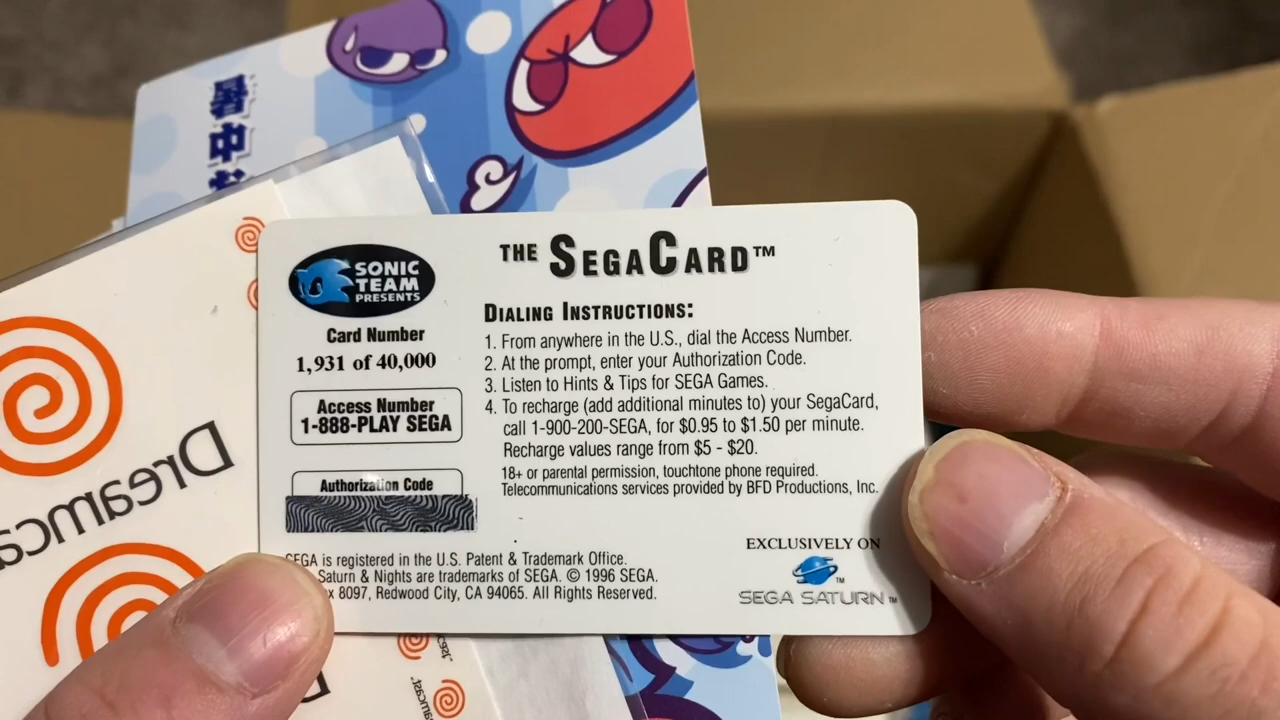 THE SEGACARD™
SONIC
TEAM
PRESENTS
Card Number
1,931 of 40,000
Access Number
1-888-PLAY SEGA
Authorization Code
DIALING INSTRUCTIONS:
1. From anywhere in the U.S., dial the Access Number.
2. At the prompt, enter your Authorization Code.
3. Listen to Hints & Tips for SEGA Games.
4. To recharge (add additional minutes to) your SegaCard,
call 1-900-200-SEGA, for $0.95 to $1.50 per minute.
Recharge values range from $5 - $20.
18+ or parental permission, touchtone phone required.
Telecommunications services provided by BFD Productions, Inc.
SEGA is registered in the U.S. Patent & Trademark Office.
Saturn & Nights are trademarks of SEGA. © 1996 SEGA.
8097, Redwood City, CA 94065. All Rights Reserved.
EXCLUSIVELY ON
SEGA SATURN™